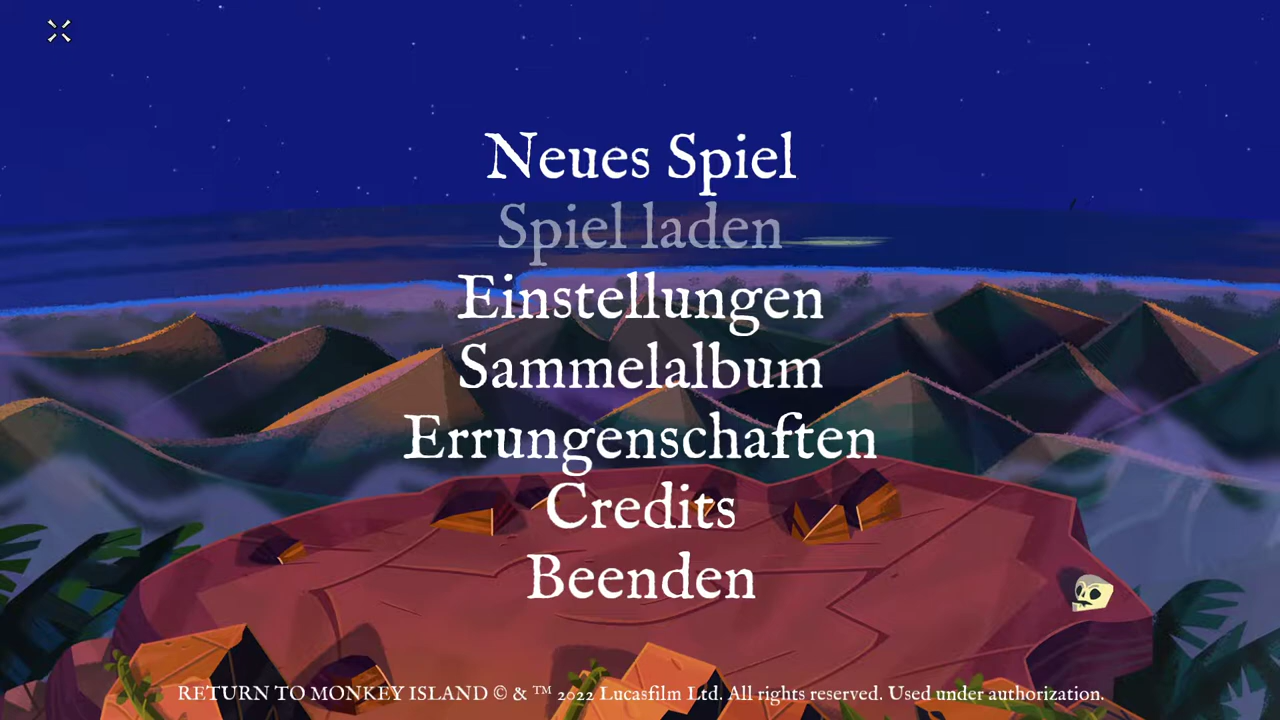 Neues Spiel
Spiel laden
Einstellungen
Sammelalbum
Errungenschaften
Credits
Beenden
RETURN TO MONKEY ISLAND © & ™ 2022 Lucasfilm Ltd. All rights reserved. Used under authorization.